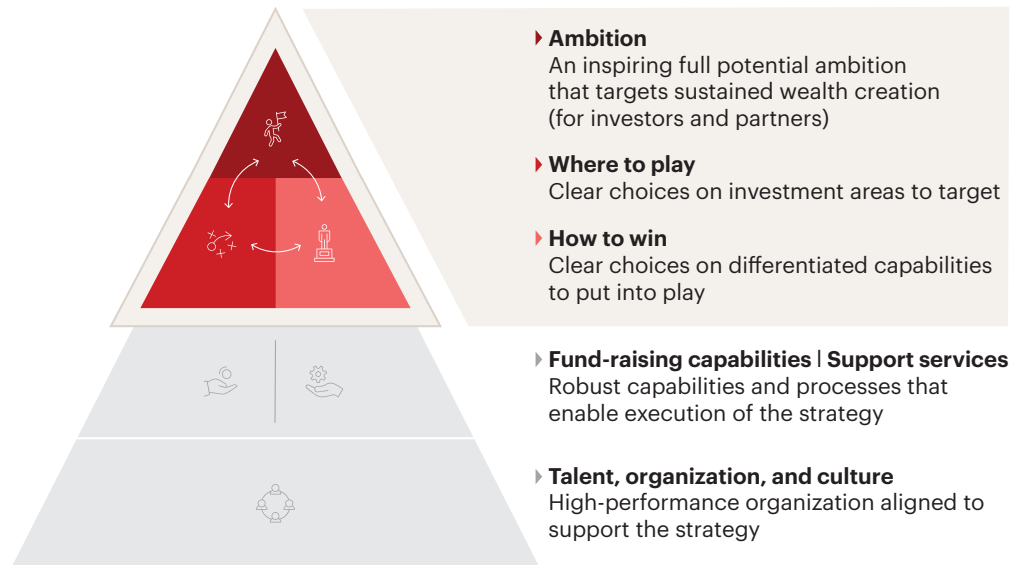 Ambition
An inspiring full potential ambition
that targets sustained wealth creation
(for investors and partners)
Where to play
Clear choices on investment areas to target
How to win
Clear choices on differentiated capabilities
to put into play
Fund-raising capabilities | Support services
Robust capabilities and processes that
enable execution of the strategy
Talent, organization, and culture
High-performance organization aligned to
support the strategy